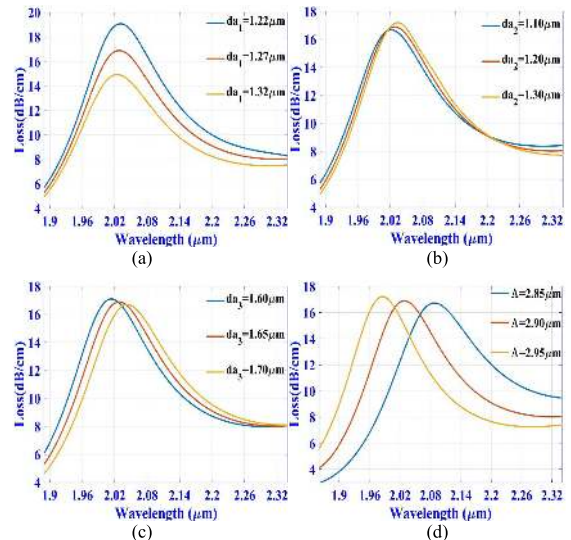 20
18
16
14
12
10
8
6
4
Loss(dB/cm)
1.9 1.96 2.02 2.08 2.14 2.2 2.26 2.32
Wavelength (μm)
da1=1.22μm
da1=1.27μm
da1=1.32μm
(a)
18
16
14
12
10
8
6
4
Loss(dB/cm)
1.9 1.96 2.02 2.08 2.14 2.2 2.26 2.32
Wavelength (μm)
da2=1.10μm
da2=1.20μm
da2=1.30μm
(b)
18
16
14
12
10
8
6
4
Loss(dB/cm)
1.9 1.96 2.02 2.08 2.14 2.2 2.26 2.32
Wavelength (μm)
da3=1.60μm
da3=1.65μm
da3=1.70μm
(c)
18
16
14
12
10
8
6
4
Loss(dB/cm)
1.9 1.96 2.02 2.08 2.14 2.2 2.26 2.32
Wavelength (μm)
Λ=2.85μm
Λ=2.90μm
Λ=2.95μm
(d)